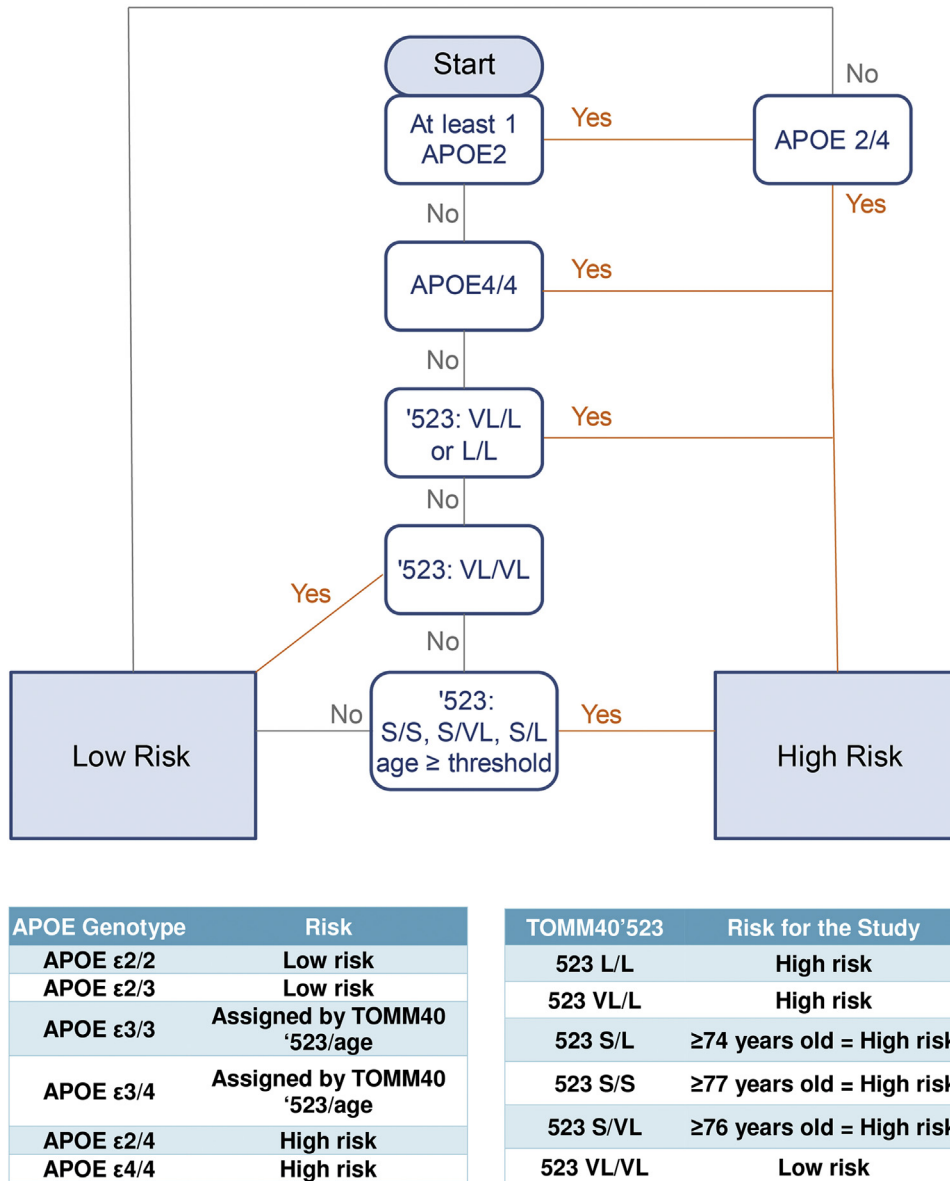 Start
No
At least 1
APOE2
Yes
APOE 2/4
No
Yes
APOE4/4
Yes
No
'523: VL/L
or L/L
Yes
No
'523: VL/VL
Yes
No
Low Risk
No
'523:
S/S, S/VL, S/L
age ≥ threshold
Yes
High Risk
APOE Genotype Risk
APOE ε2/2 Low risk
APOE ε2/3 Low risk
APOE ε3/3 Assigned by TOMM40
‘523/age
APOE ε3/4 Assigned by TOMM40
‘523/age
APOE ε2/4 High risk
APOE ε4/4 High risk
TOMM40'523 Risk for the Study
523 L/L High risk
523 VL/L High risk
523 S/L ≥74 years old = High risk
523 S/S ≥77 years old = High risk
523 S/VL ≥76 years old = High risk
523 VL/VL Low risk